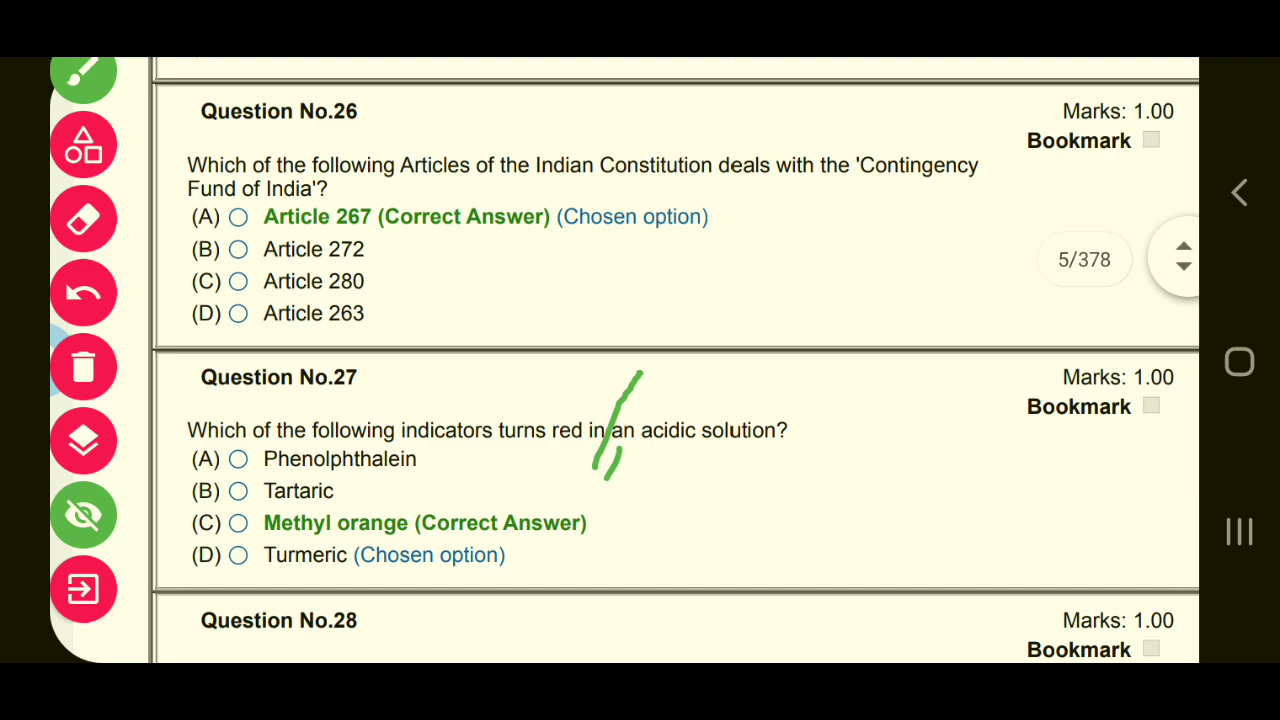 Question No.26
Marks: 1.00
Bookmark
Which of the following Articles of the Indian Constitution deals with the 'Contingency
Fund of India'?
(A) Article 267 (Correct Answer) (Chosen option)
(B) Article 272
(C) Article 280
(D) Article 263
5/378
Question No.27
Marks: 1.00
Bookmark
Which of the following indicators turns red in an acidic solution?
(A) Phenolphthalein
(B) Tartaric
(C) Methyl orange (Correct Answer)
(D) Turmeric (Chosen option)
Question No.28
Marks: 1.00
Bookmark